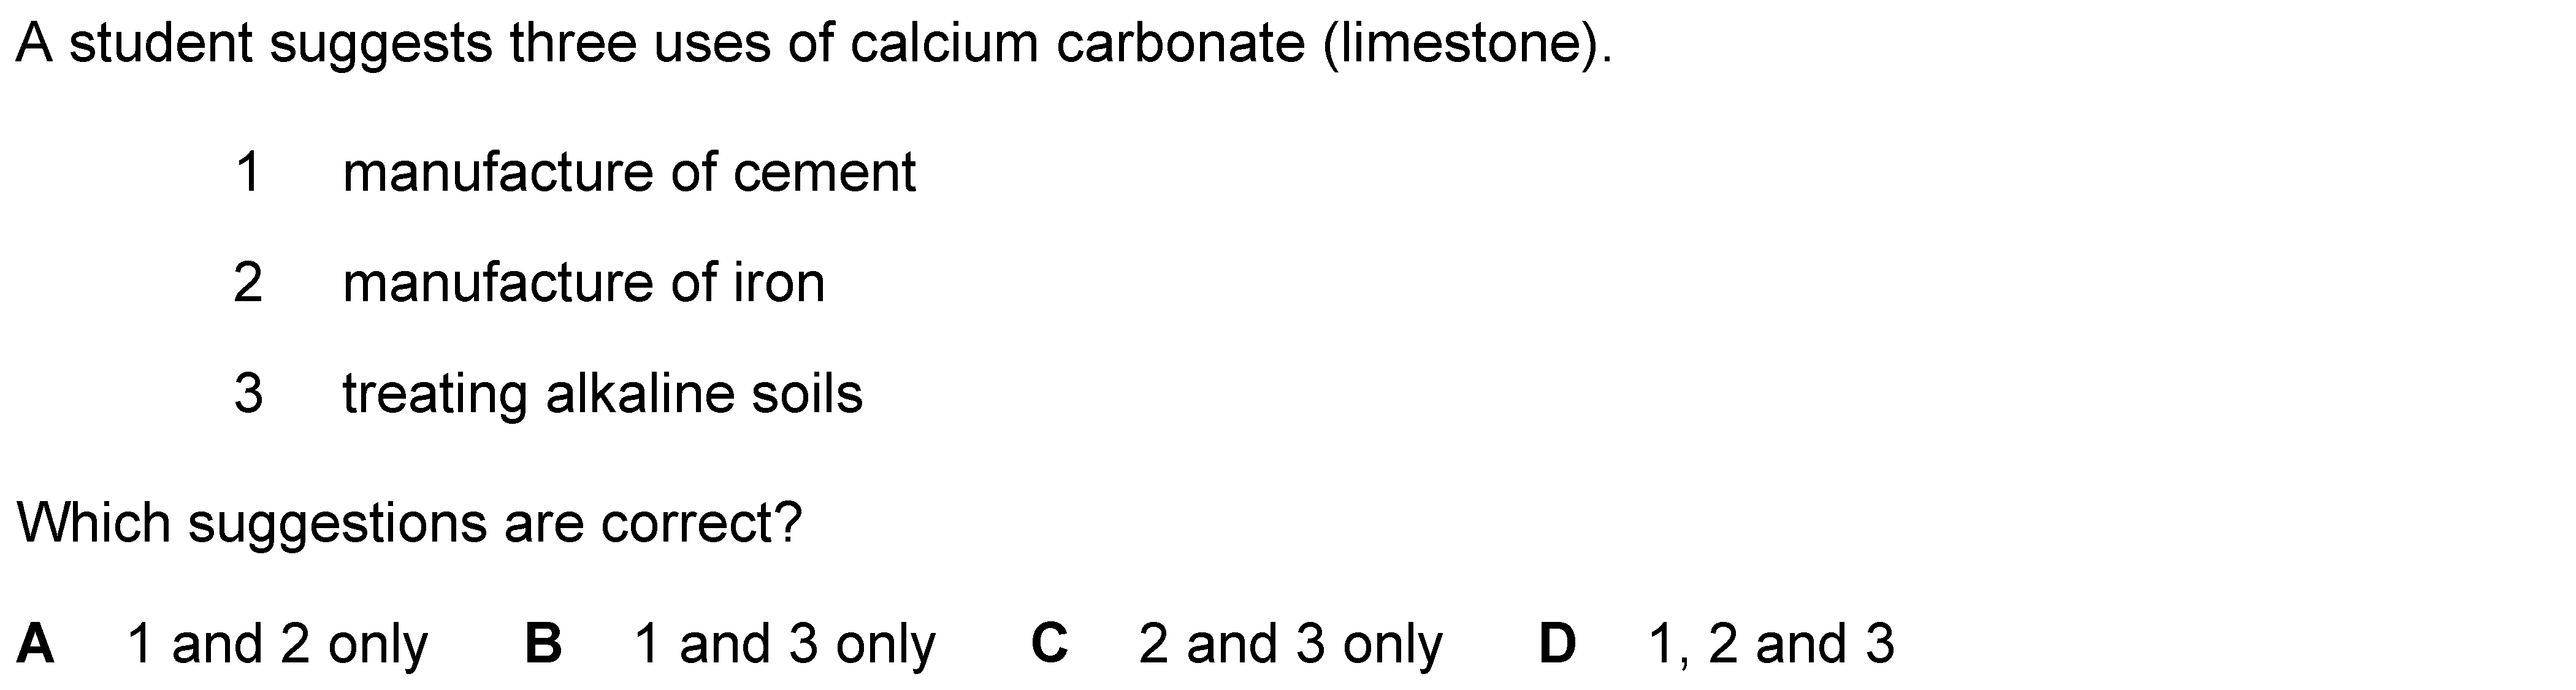 A student suggests three uses of calcium carbonate (limestone).
1 manufacture of cement
2 manufacture of iron
3 treating alkaline soils
Which suggestions are correct?
A 1 and 2 only B 1 and 3 only C 2 and 3 only D 1, 2 and 3